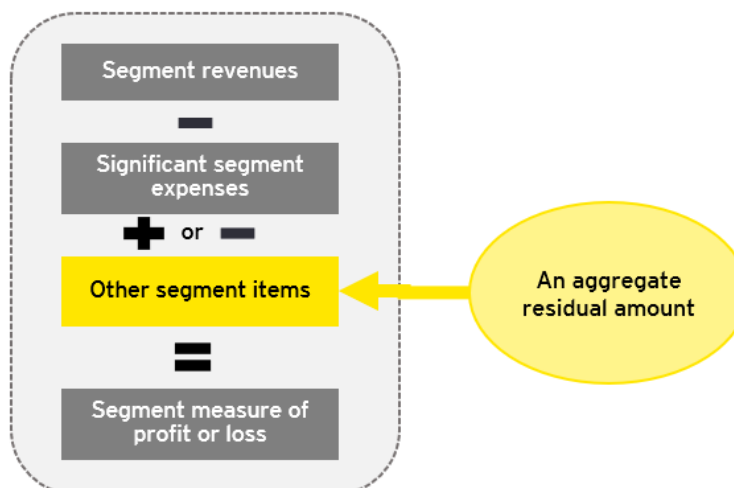 Segment revenues
Significant segment
expenses
or
Other segment items
An aggregate
residual amount
Segment measure of
profit or loss